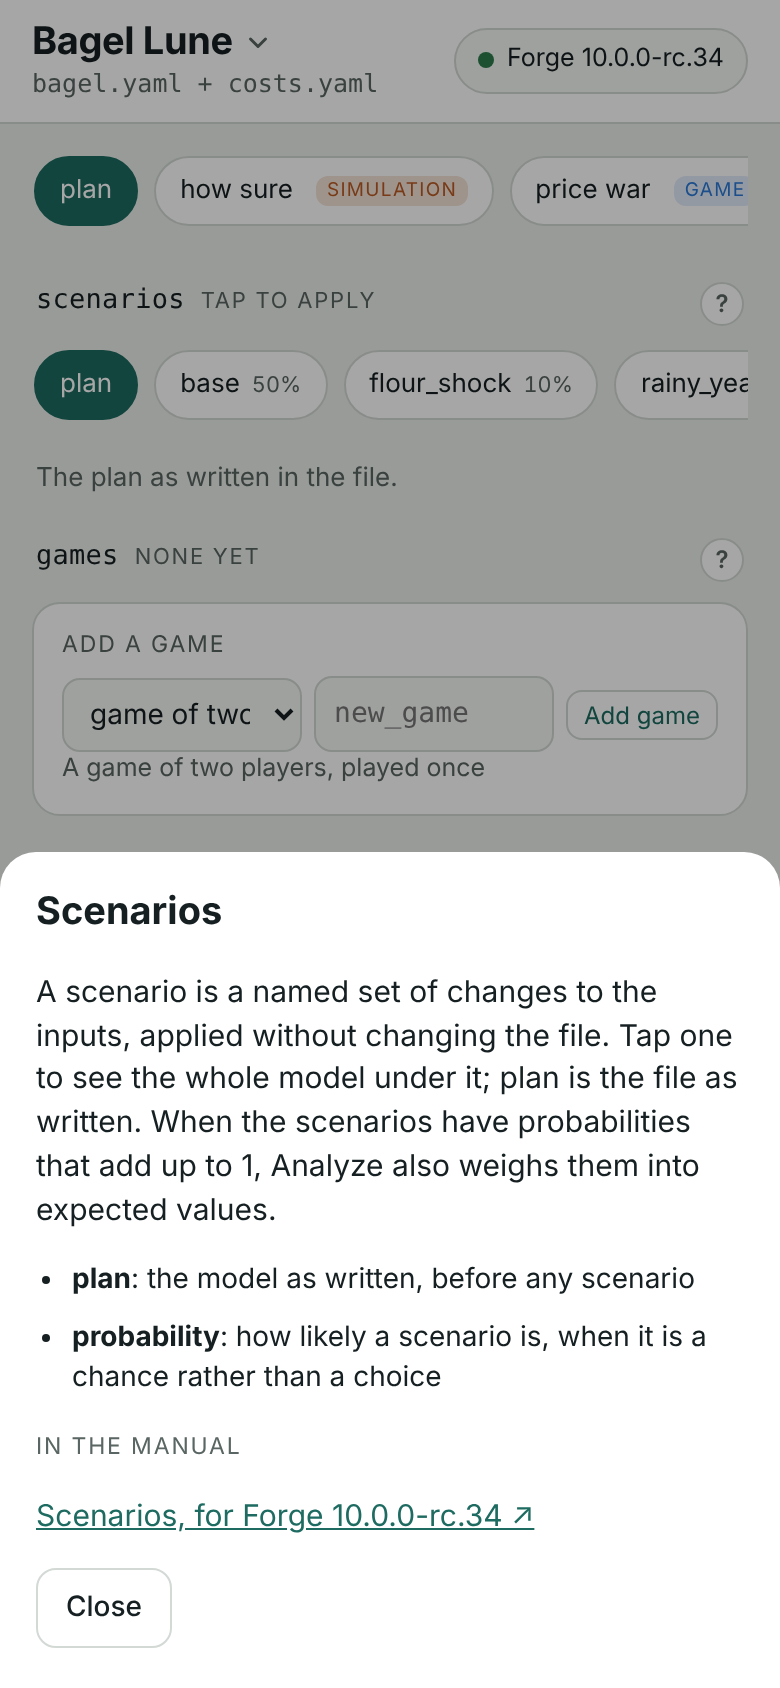 Bagel Lune
bagel.yaml + costs.yaml
Forge 10.0.0-rc.34
plan
how sure SIMULATION
price war GAME
scenarios TAP TO APPLY
?
plan
base 50%
flour_shock 10%
rainy_yea
The plan as written in the file.
games NONE YET
?
ADD A GAME
game of two
new_game
Add game
A game of two players, played once
Scenarios
A scenario is a named set of changes to the
inputs, applied without changing the file. Tap one
to see the whole model under it; plan is the file as
written. When the scenarios have probabilities
that add up to 1, Analyze also weighs them into
expected values.
• plan: the model as written, before any scenario
• probability: how likely a scenario is, when it is a
chance rather than a choice
IN THE MANUAL
Scenarios, for Forge 10.0.0-rc.34 ↗
Close